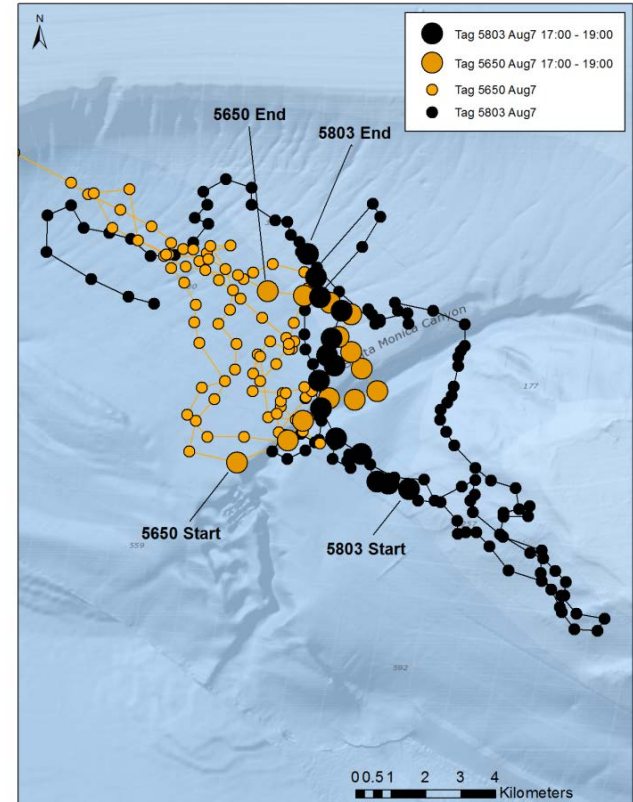 N
Tag 5803 Aug7 17:00 - 19:00
Tag 5650 Aug7 17:00 - 19:00
Tag 5650 Aug7
Tag 5803 Aug7
5650 End
5803 End
Monica Canyon
177
5650 Start
5803 Start
559
592
0 0.5 1 2 3 4
Kilometers